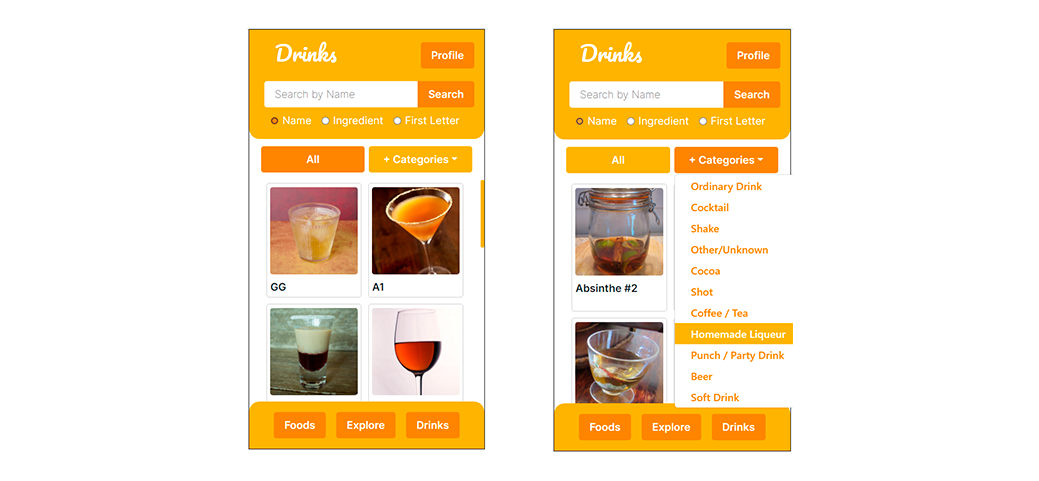 Drinks
Profile
Search by Name
Search
Name Ingredient First Letter
All
+ Categories
GG
A1
Foods
Explore
Drinks
Drinks
Profile
Search by Name
Search
Name Ingredient First Letter
All
+ Categories
Ordinary Drink
Cocktail
Shake
Other/Unknown
Cocoa
Shot
Coffee / Tea
Homemade Liqueur
Punch / Party Drink
Beer
Soft Drink
Absinthe #2
Foods
Explore
Drinks